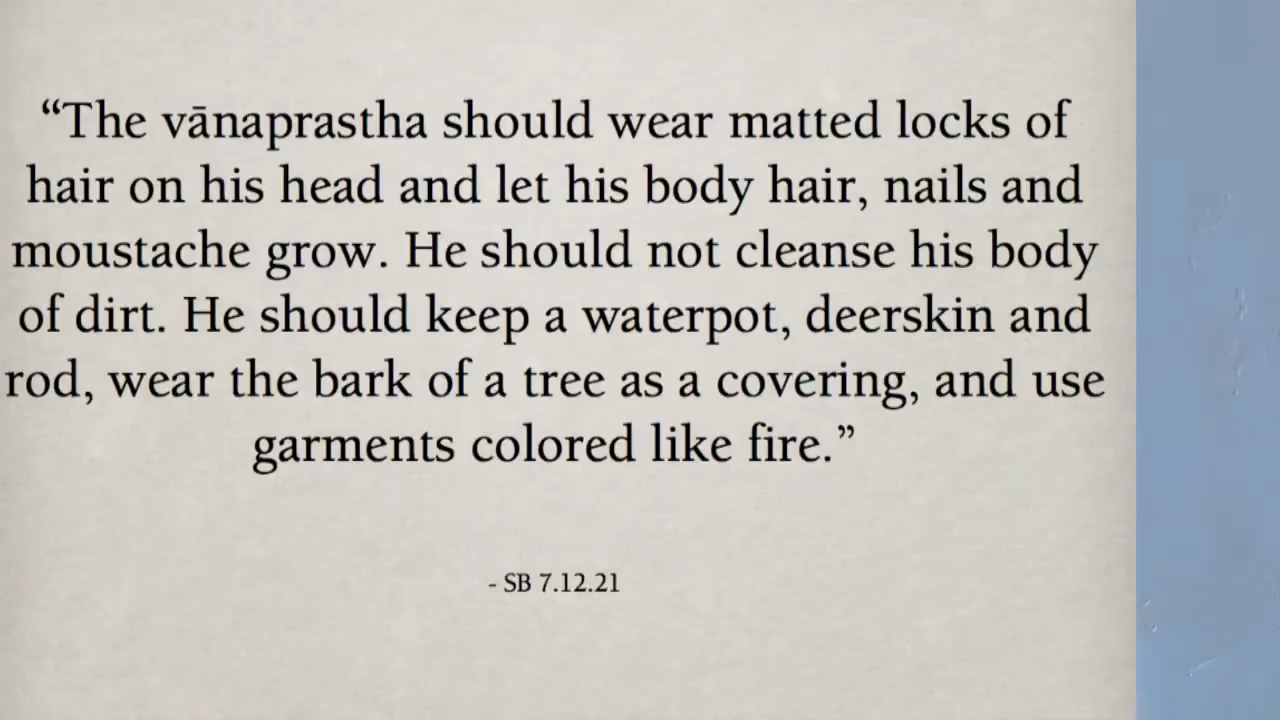 “The vānaprastha should wear matted locks of
hair on his head and let his body hair, nails and
moustache grow. He should not cleanse his body
of dirt. He should keep a waterpot, deerskin and
rod, wear the bark of a tree as a covering, and use
garments colored like fire.”
- SB 7.12.21